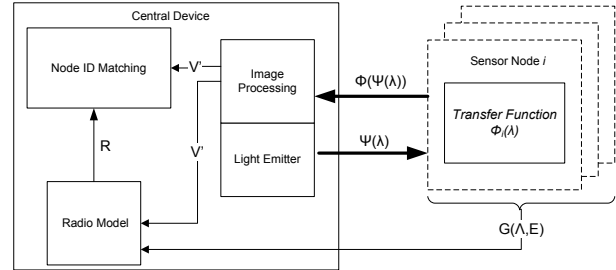 Central Device
Node ID Matching
V'
Image
Processing
Φ(Ψ(λ))
Sensor Node i
Transfer Function
Φi(λ)
Light Emitter
Ψ(λ)
R
V'
Radio Model
G(Λ,E)